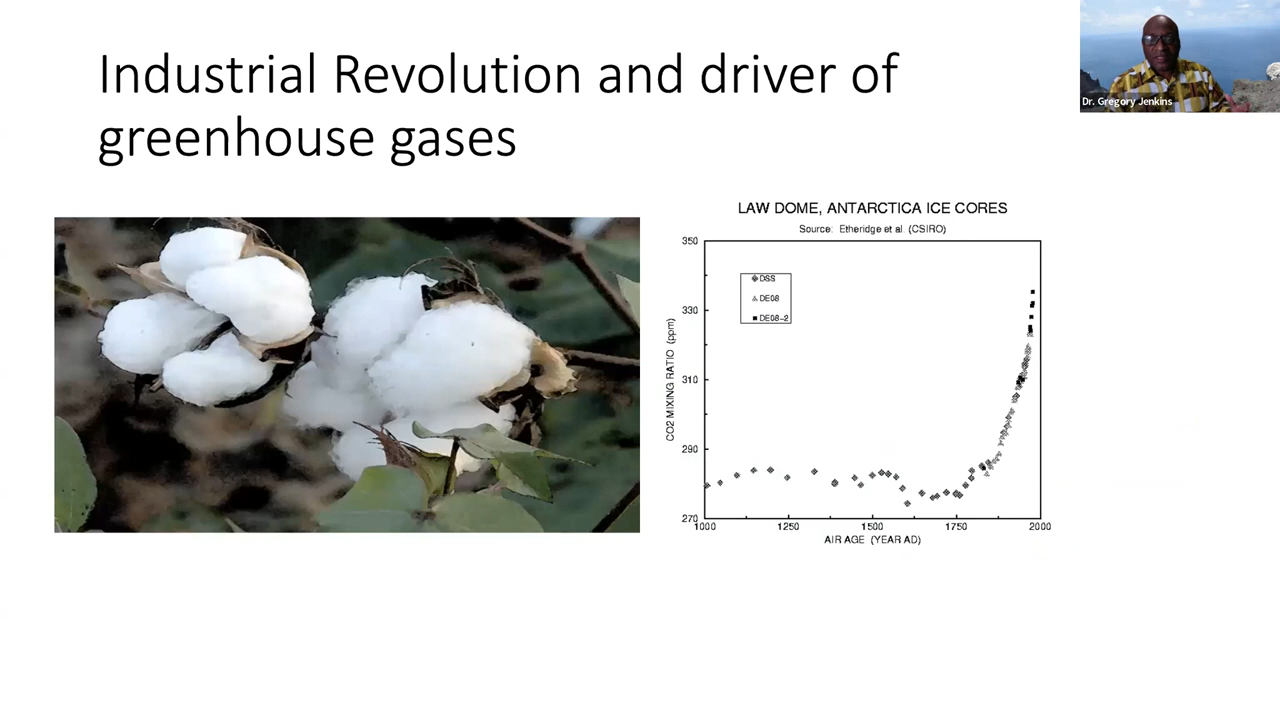 Industrial Revolution and driver of
greenhouse gases
Dr. Gregory Jenkins
LAW DOME, ANTARCTICA ICE CORES
Source: Etheridge et al. (CSIRO)
350
330
310
290
270
CO2 MIXING RATIO (ppm)
DSS
DE08
DE08-2
1000 1250 1500 1750 2000
AIR AGE (YEAR AD)